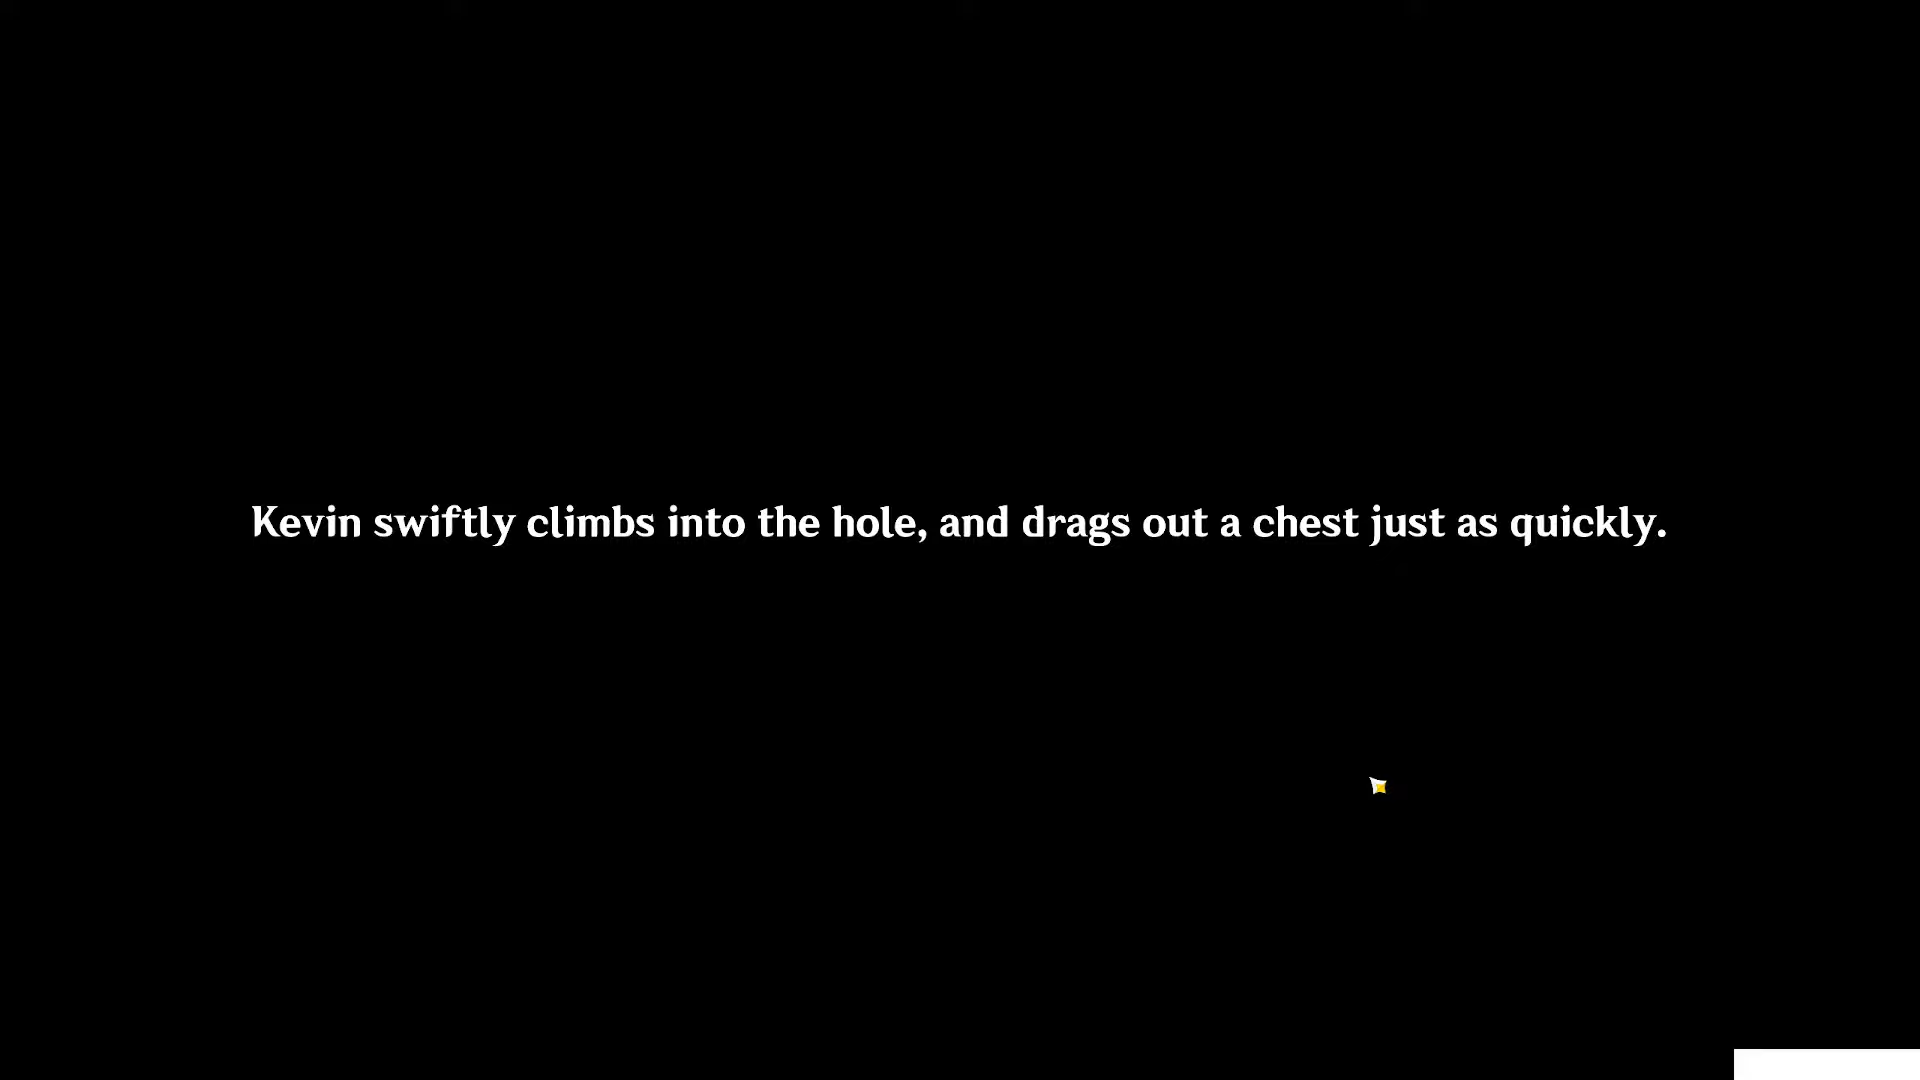 Kevin swiftly climbs into the hole, and drags out a chest just as quickly.